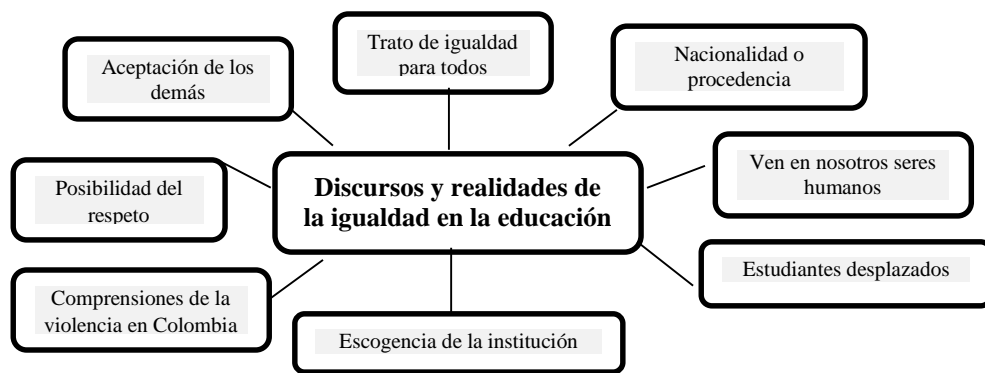 Trato de igualdad
para todos
Aceptación de los
demás
Nacionalidad o
procedencia
Ven en nosotros seres
humanos
Discursos y realidades de
la igualdad en la educación
Posibilidad del
respeto
Estudiantes desplazados
Comprensiones de la
violencia en Colombia
Escogencia de la institución